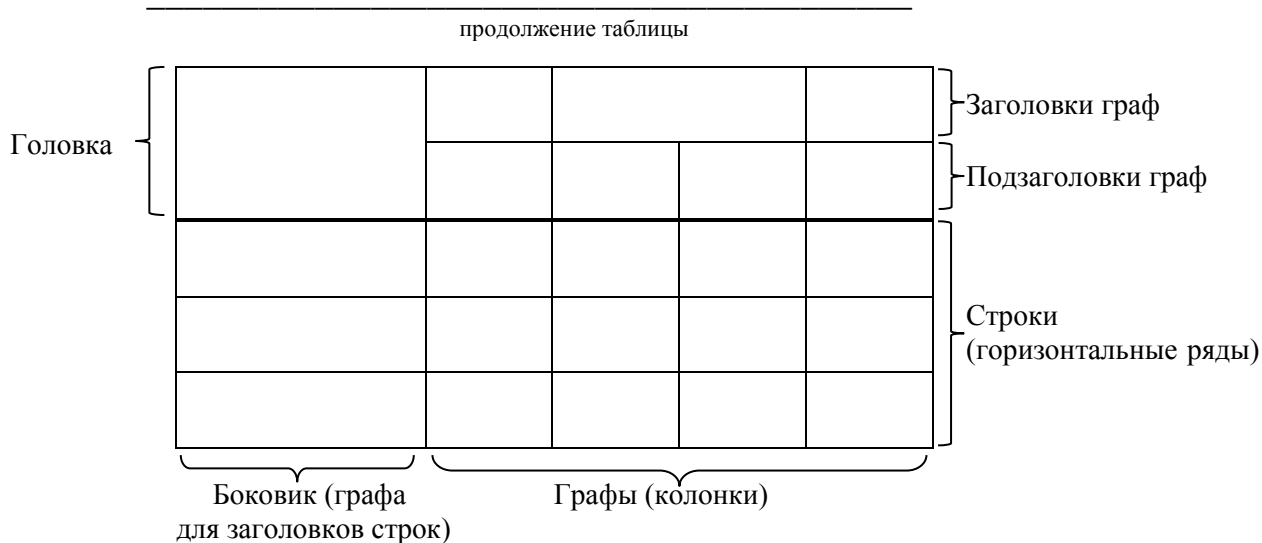 продолжение таблицы
Заголовки граф
Головка
Подзаголовки граф
Строки
(горизонтальные ряды)
Боковик (графа
для заголовков строк)
Графы (колонки)